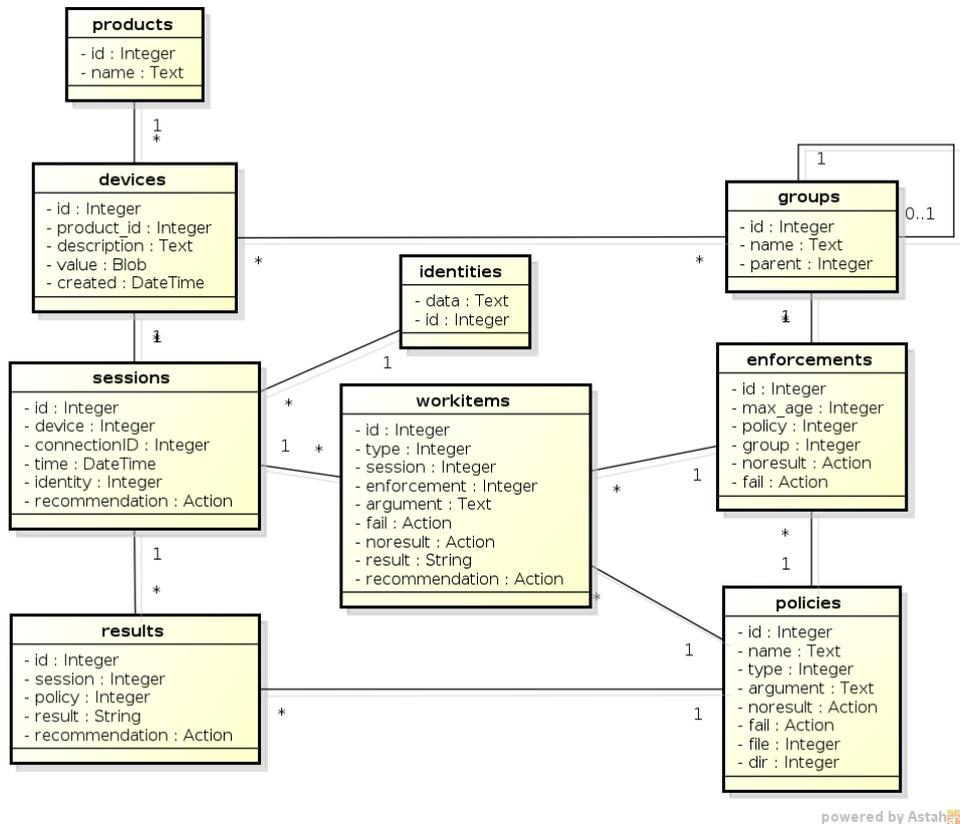 products
- id : Integer
- name : Text
1
*
devices
- id : Integer
- product_id : Integer
- description : Text
- value : Blob
- created : DateTime
*
*
1
groups
- id : Integer
- name : Text
- parent : Integer
0..1
identities
- data : Text
- id : Integer
1
*
1
*
1
*
sessions
- id : Integer
- device : Integer
- connectionID : Integer
- time : DateTime
- identity : Integer
- recommendation : Action
1
*
workitems
- id : Integer
- type : Integer
- session : Integer
- enforcement : Integer
- argument : Text
- fail : Action
- noresult : Action
- result : String
- recommendation : Action
*
1
enforcements
- id : Integer
- max_age : Integer
- policy : Integer
- group : Integer
- noresult : Action
- fail : Action
*
1
1
*
*
1
results
- id : Integer
- session : Integer
- policy : Integer
- result : String
- recommendation : Action
*
1
policies
- id : Integer
- name : Text
- type : Integer
- argument : Text
- noresult : Action
- fail : Action
- file : Integer
- dir : Integer
powered by Astah